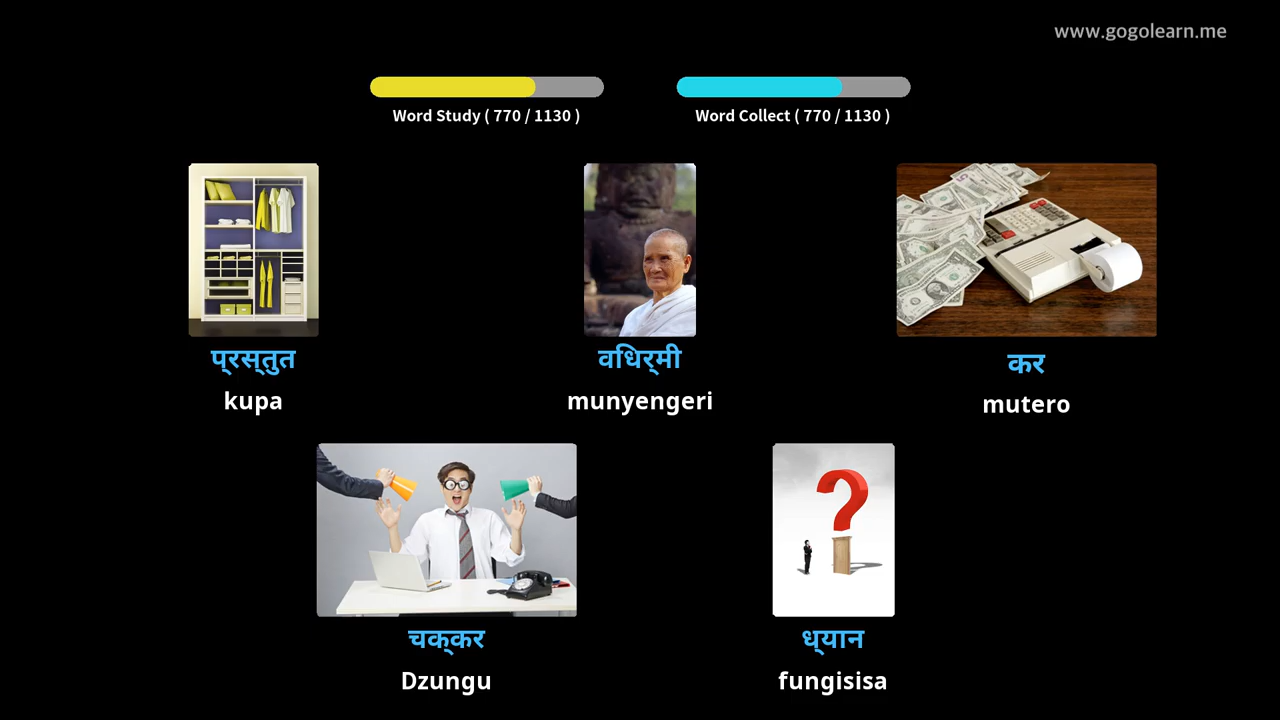 www.gogolearn.me
Word Study ( 770 / 1130 )
Word Collect ( 770 / 1130 )
प्रस्तुत
kupa
वधिर्मी
munyengeri
कर
mutero
चक्कर
Dzungu
ध्यान
fungisisa